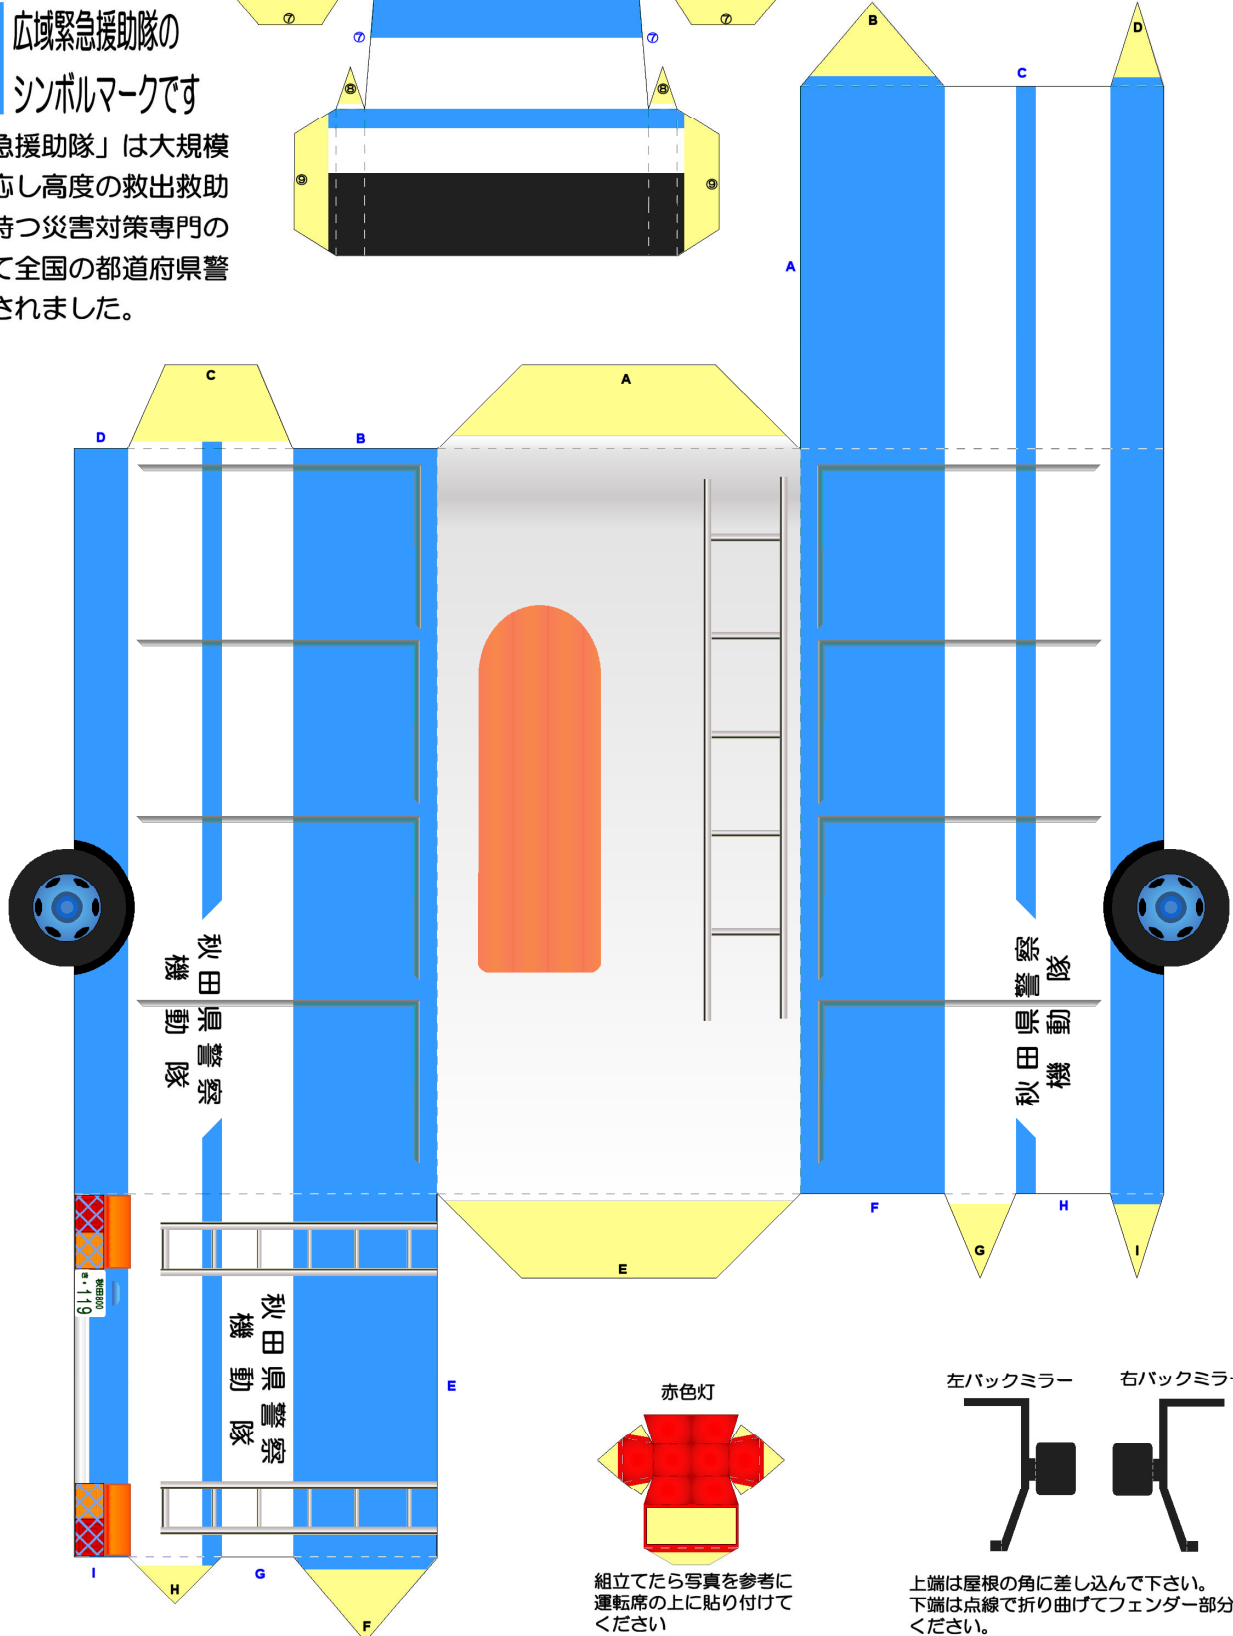 広域緊急援助隊の
シンボルマークです
急援助隊」は大規模
応し高度の救出救助
持つ災害対策専門の
て全国の都道府県警
されました。
⑦
⑦
⑦
⑦
⑧
⑧
⑨
⑨
B
D
C
A
C
A
D
B
秋田県警察
機動隊
秋田県警察
機動隊
F
H
G
I
E
秋田800
119
秋田県警察
機動隊
E
I
G
H
F
赤色灯
組立てたら写真を参考に
運転席の上に貼り付けて
ください
左バックミラー
右バックミラー
上端は屋根の角に差し込んで下さい。
下端は点線で折り曲げてフェンダー部分
ください。